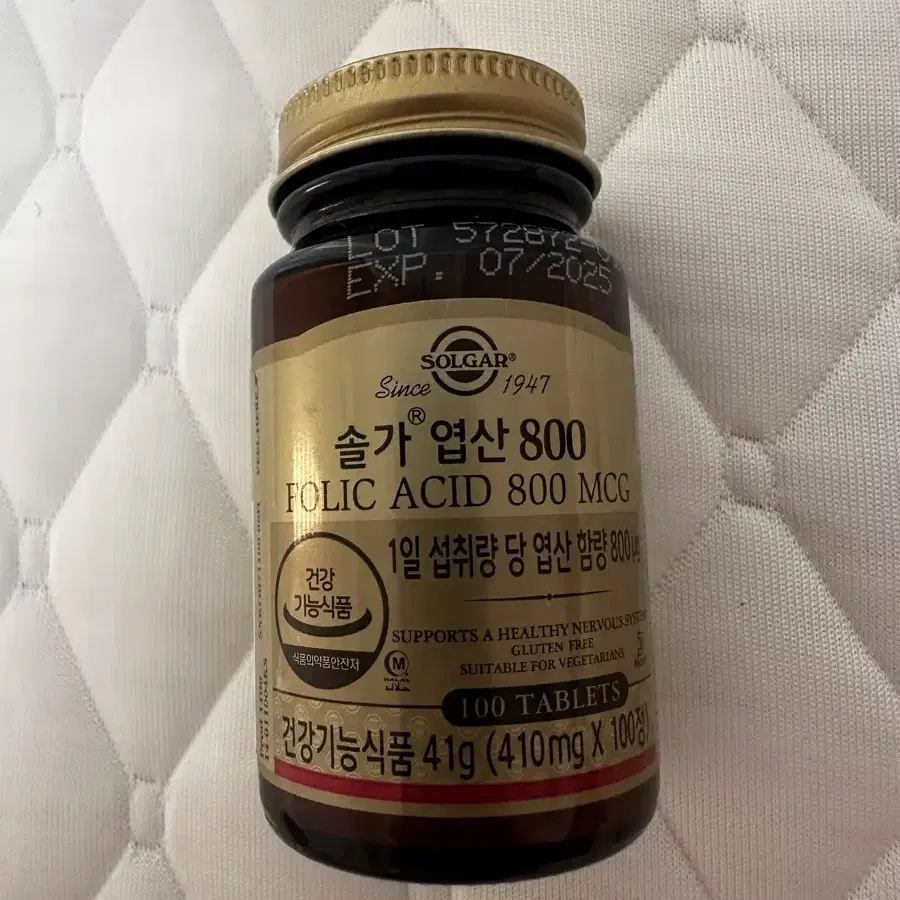 LOT 572872
EXP. 07/2025
SOLGAR®
Since 1947
솔가® 엽산 800
FOLIC ACID 800 MCG
1일 섭취량 당 엽산 함량 800㎍
건강
기능식품
식품의약품안전처
SUPPORTS A HEALTHY NERVOUS SYSTEM
GLUTEN FREE
SUITABLE FOR VEGETARIANS
M
HALAL
100 TABLETS
건강기능식품 41g (410mg X 100정)